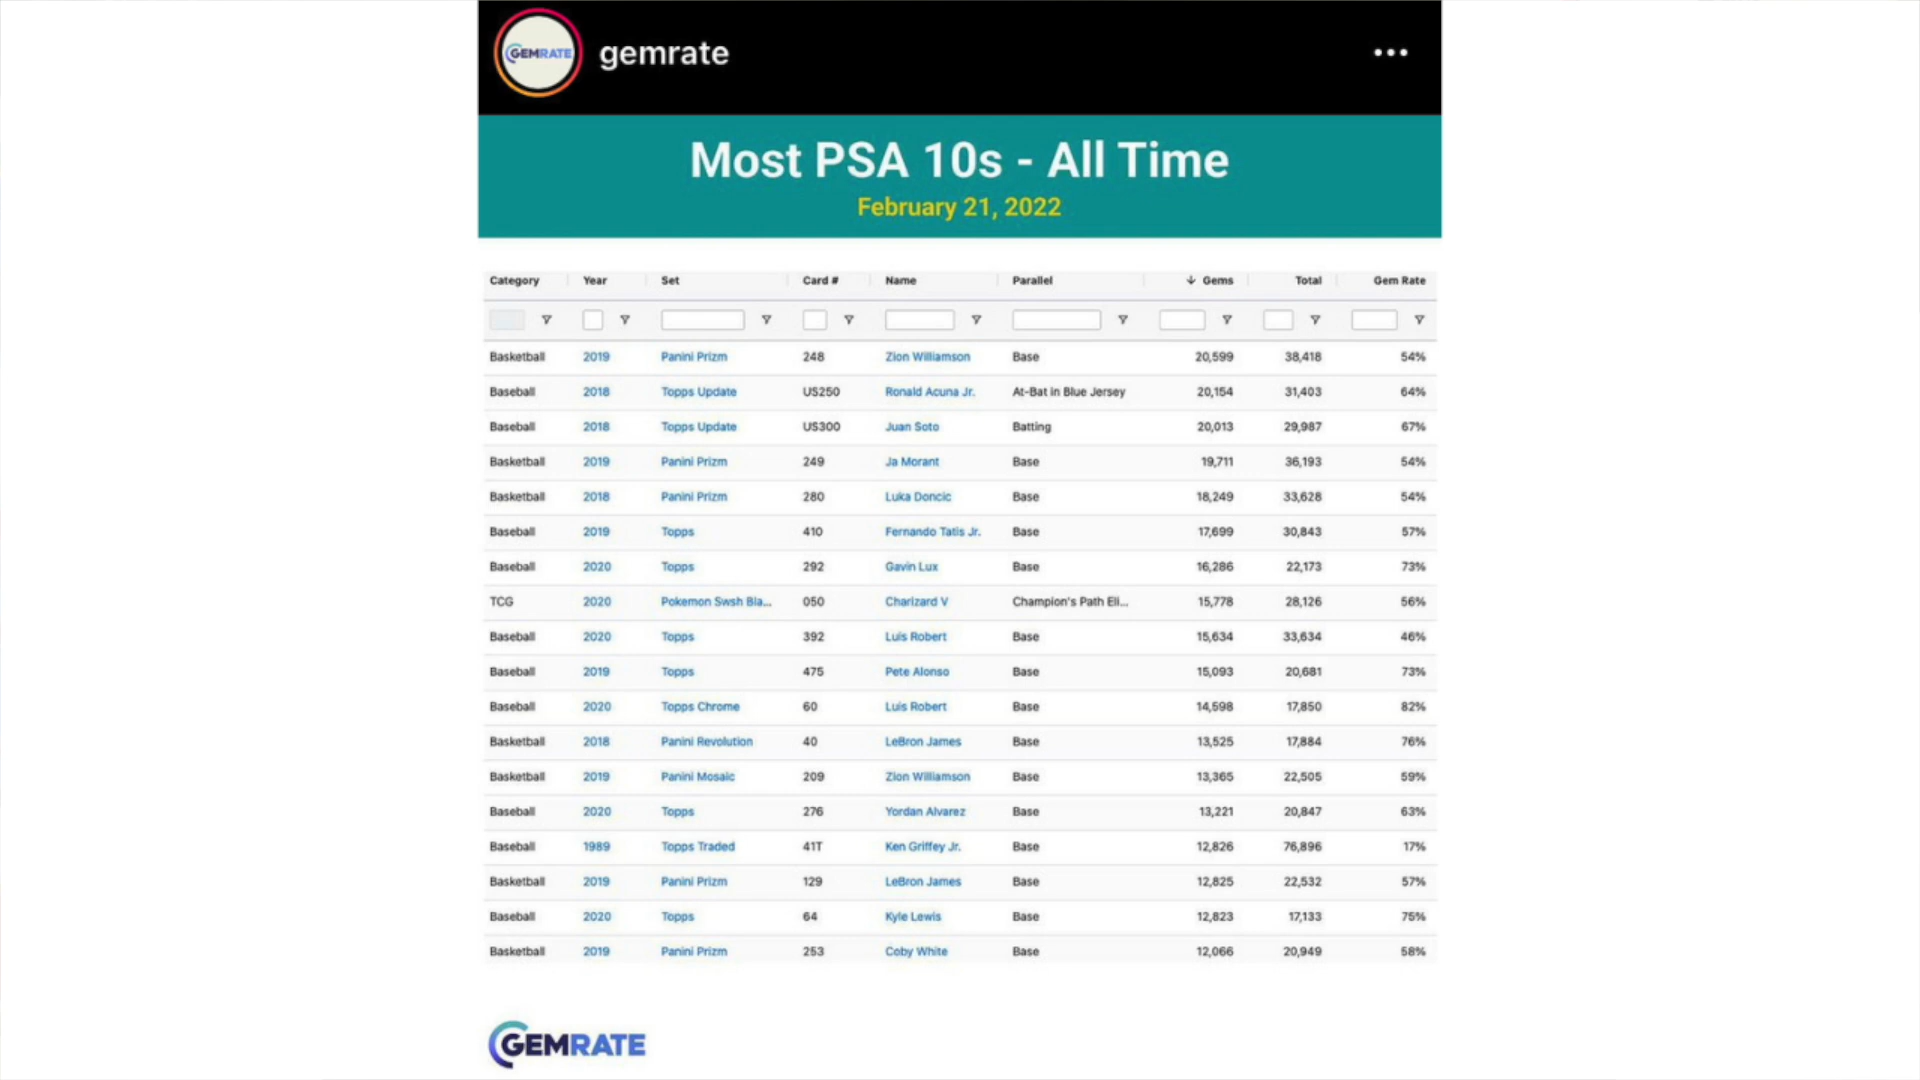 GEMRATE
gemrate
Most PSA 10s - All Time
February 21, 2022
Category Year Set Card # Name Parallel ↓ Gems Total Gem Rate
Basketball 2019 Panini Prizm 248 Zion Williamson Base 20,599 38,418 54%
Baseball 2018 Topps Update US250 Ronald Acuna Jr. At-Bat in Blue Jersey 20,154 31,403 64%
Baseball 2018 Topps Update US300 Juan Soto Batting 20,013 29,987 67%
Basketball 2019 Panini Prizm 249 Ja Morant Base 19,711 36,193 54%
Basketball 2018 Panini Prizm 280 Luka Doncic Base 18,249 33,628 54%
Baseball 2019 Topps 410 Fernando Tatis Jr. Base 17,699 30,843 57%
Baseball 2020 Topps 292 Gavin Lux Base 16,286 22,173 73%
TCG 2020 Pokemon Swsh Bla... 050 Charizard V Champion's Path Eli... 15,778 28,126 56%
Baseball 2020 Topps 392 Luis Robert Base 15,634 33,634 46%
Baseball 2019 Topps 475 Pete Alonso Base 15,093 20,681 73%
Baseball 2020 Topps Chrome 60 Luis Robert Base 14,598 17,850 82%
Basketball 2018 Panini Revolution 40 LeBron James Base 13,525 17,884 76%
Basketball 2019 Panini Mosaic 209 Zion Williamson Base 13,365 22,505 59%
Baseball 2020 Topps 276 Yordan Alvarez Base 13,221 20,847 63%
Baseball 1989 Topps Traded 41T Ken Griffey Jr. Base 12,826 76,896 17%
Basketball 2019 Panini Prizm 129 LeBron James Base 12,825 22,532 57%
Baseball 2020 Topps 64 Kyle Lewis Base 12,823 17,133 75%
Basketball 2019 Panini Prizm 253 Coby White Base 12,066 20,949 58%
GEMRATE